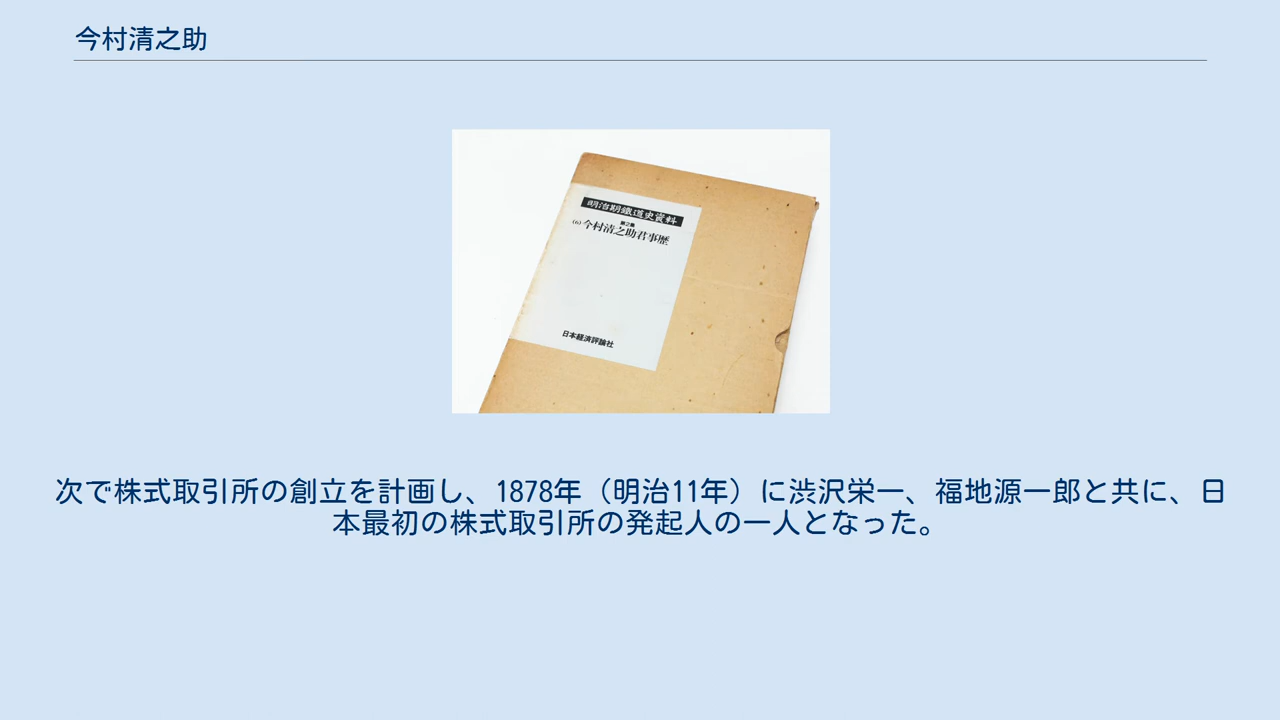 今村清之助
明治期鐵道史資料
第2集
(6)今村清之助君事歴
日本経済評論社
次で株式取引所の創立を計画し、1878年（明治11年）に渋沢栄一、福地源一郎と共に、日
本最初の株式取引所の発起人の一人となった。